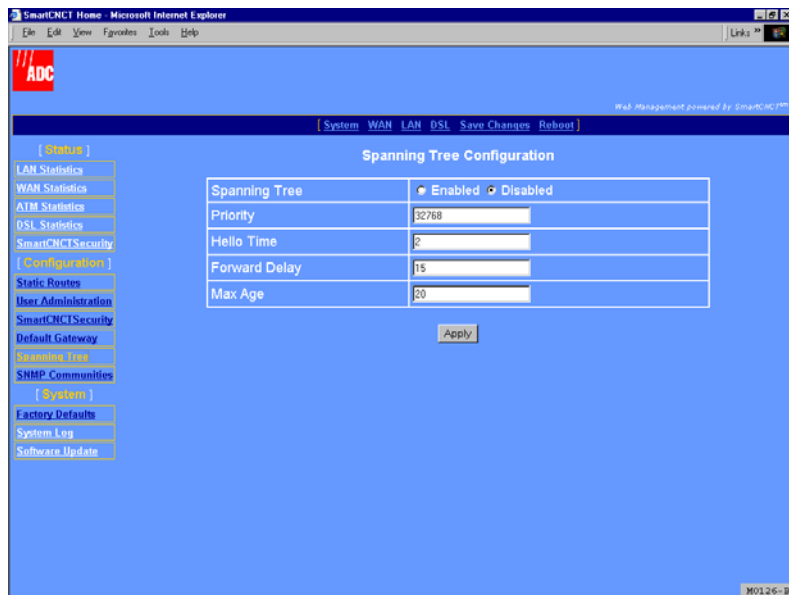 SmartCNCT Home - Microsoft Internet Explorer
File Edit View Favorites Tools Help
Links »
ADC
Web Management powered by SmartCNCT℠
[ System WAN LAN DSL Save Changes Reboot ]
[ Status ]
LAN Statistics
WAN Statistics
ATM Statistics
DSL Statistics
SmartCNCTSecurity
[ Configuration ]
Static Routes
User Administration
SmartCNCTSecurity
Default Gateway
Spanning Tree
SNMP Communities
[ System ]
Factory Defaults
System Log
Software Update
Spanning Tree Configuration
Spanning Tree Enabled Disabled
Priority 32768
Hello Time 2
Forward Delay 15
Max Age 20
Apply
M0126-B